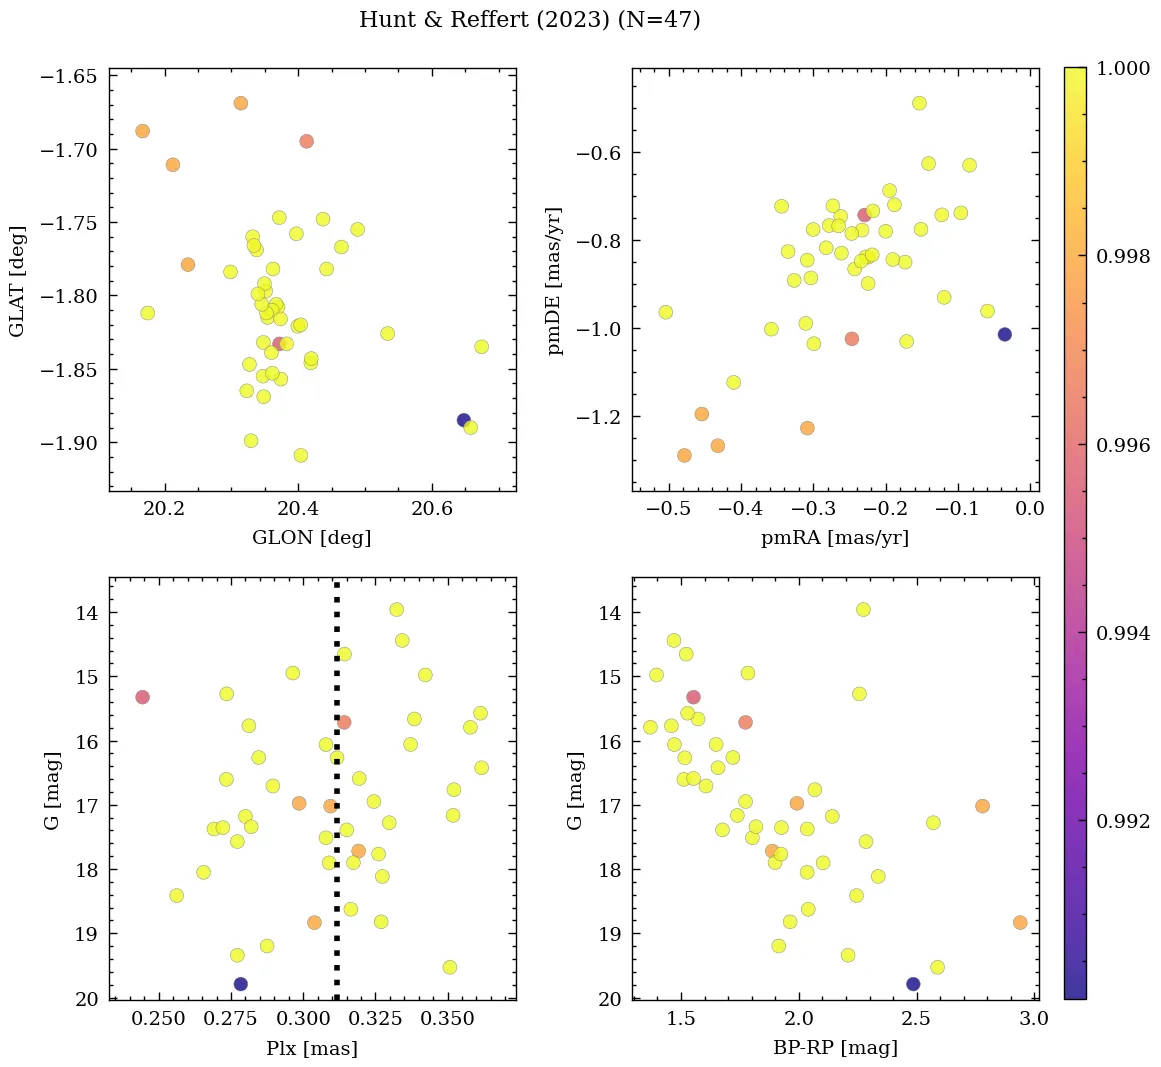 Hunt & Reffert (2023) (N=47)
−1.65
−1.70
−1.75
−1.80
−1.85
−1.90
GLAT [deg]
20.2 20.4 20.6
GLON [deg]
−0.6
−0.8
−1.0
−1.2
pmDE [mas/yr]
−0.5 −0.4 −0.3 −0.2 −0.1 0.0
pmRA [mas/yr]
14
15
16
17
18
19
20
G [mag]
0.250 0.275 0.300 0.325 0.350
Plx [mas]
14
15
16
17
18
19
20
G [mag]
1.5 2.0 2.5 3.0
BP-RP [mag]
1.000
0.998
0.996
0.994
0.992